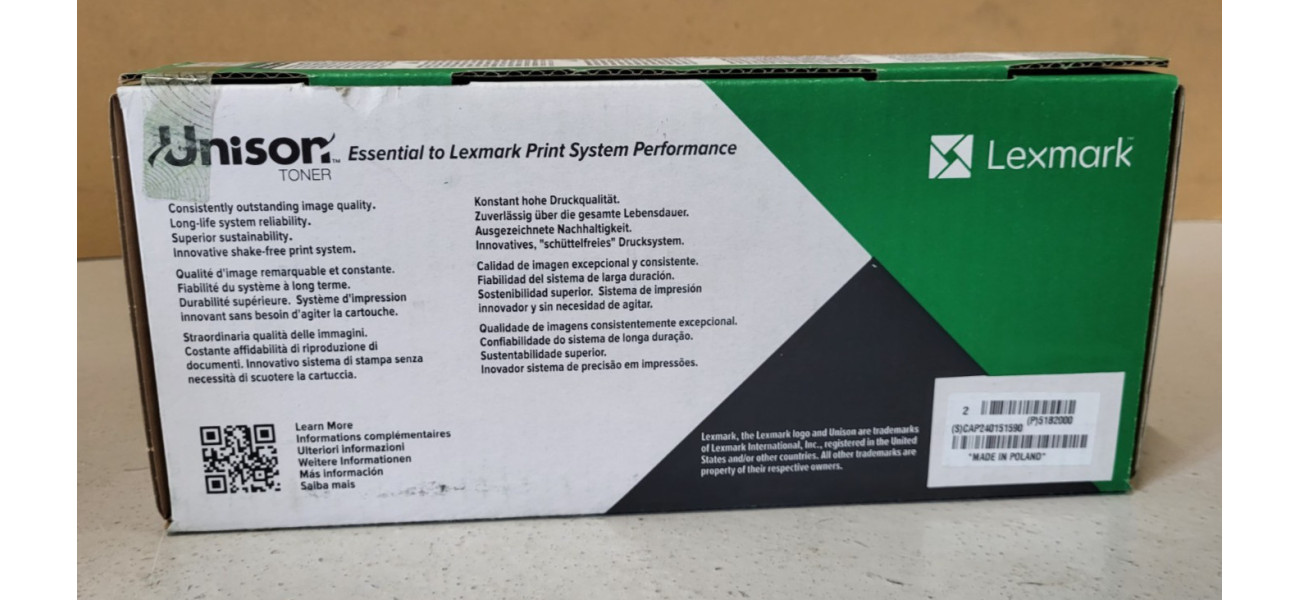 Unison™ Essential to Lexmark Print System Performance
TONER
Lexmark™
Consistently outstanding image quality.
Long-life system reliability.
Superior sustainability.
Innovative shake-free print system.
Qualité d'image remarquable et constante.
Fiabilité du système à long terme.
Durabilité supérieure. Système d'impression
innovant sans besoin d'agiter la cartouche.
Straordinaria qualità delle immagini.
Costante affidabilità di riproduzione di
documenti. Innovativo sistema di stampa senza
necessità di scuotere la cartuccia.
Konstant hohe Druckqualität.
Zuverlässig über die gesamte Lebensdauer.
Ausgezeichnete Nachhaltigkeit.
Innovatives, "schüttelfreies" Drucksystem.
Calidad de imagen excepcional y consistente.
Fiabilidad del sistema de larga duración.
Sostenibilidad superior. Sistema de impresión
innovador y sin necesidad de agitar.
Qualidade de imagens consistentemente excepcional.
Confiabilidade do sistema de longa duração.
Sustentabilidade superior.
Inovador sistema de precisão em impressões.
Learn More
Informations complémentaires
Ulteriori informazioni
Weitere Informationen
Más información
Saiba mais
Lexmark, the Lexmark logo and Unison are trademarks
of Lexmark International, Inc., registered in the United
States and/or other countries. All other trademarks are
property of their respective owners.
2
(P)5182000
(S)CAP240151590
"MADE IN POLAND"